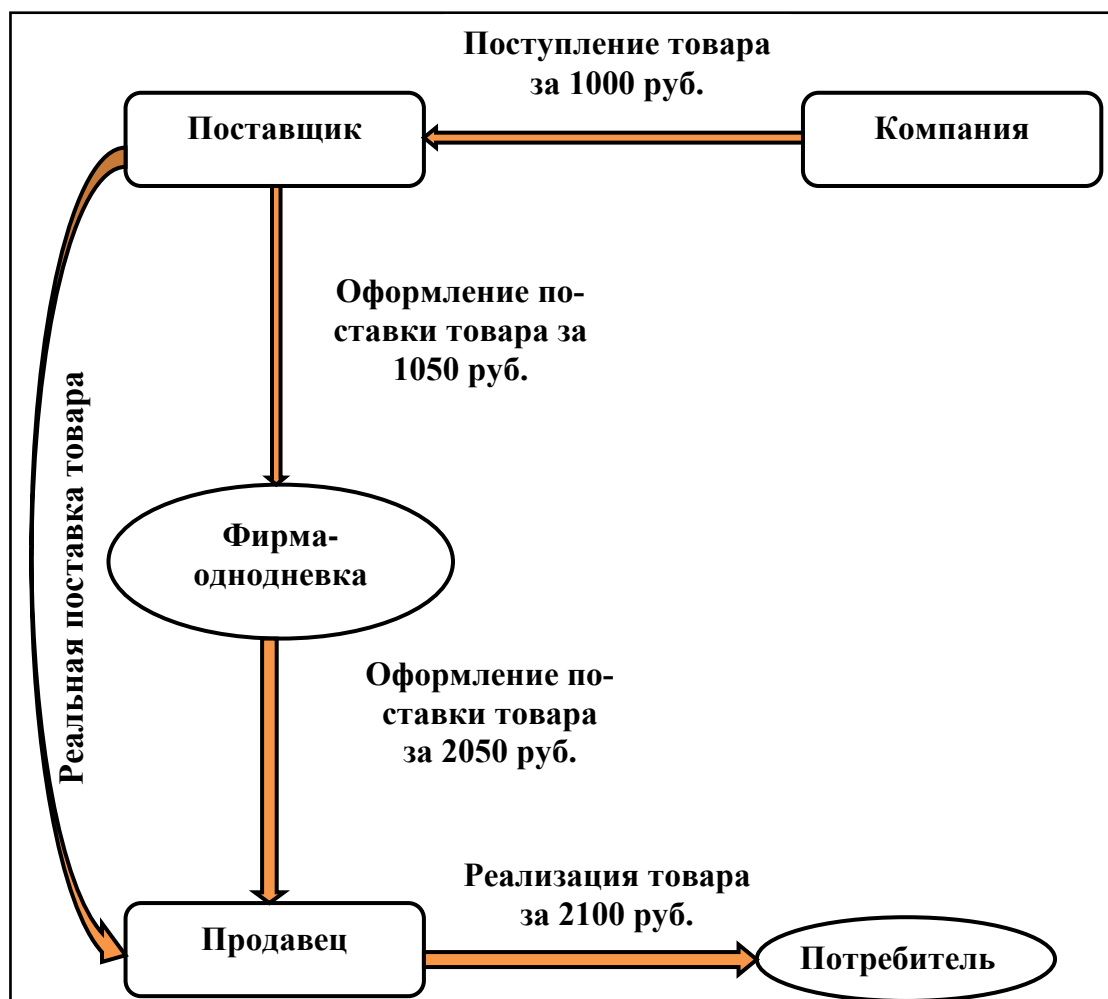 Поступление товара
за 1000 руб.
Поставщик
Компания
Оформление по-
ставки товара за
1050 руб.
Реальная поставка товара
Фирма-
однодневка
Оформление по-
ставки товара
за 2050 руб.
Реализация товара
за 2100 руб.
Продавец
Потребитель